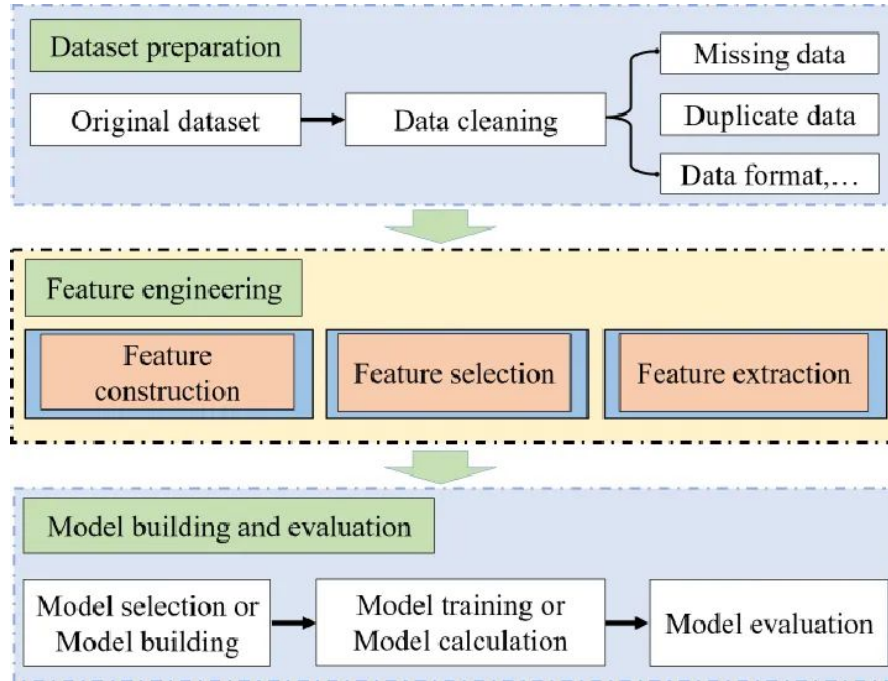 Dataset preparation
Original dataset
Data cleaning
Missing data
Duplicate data
Data format,...
Feature engineering
Feature
construction
Feature selection
Feature extraction
Model building and evaluation
Model selection or
Model building
Model training or
Model calculation
Model evaluation